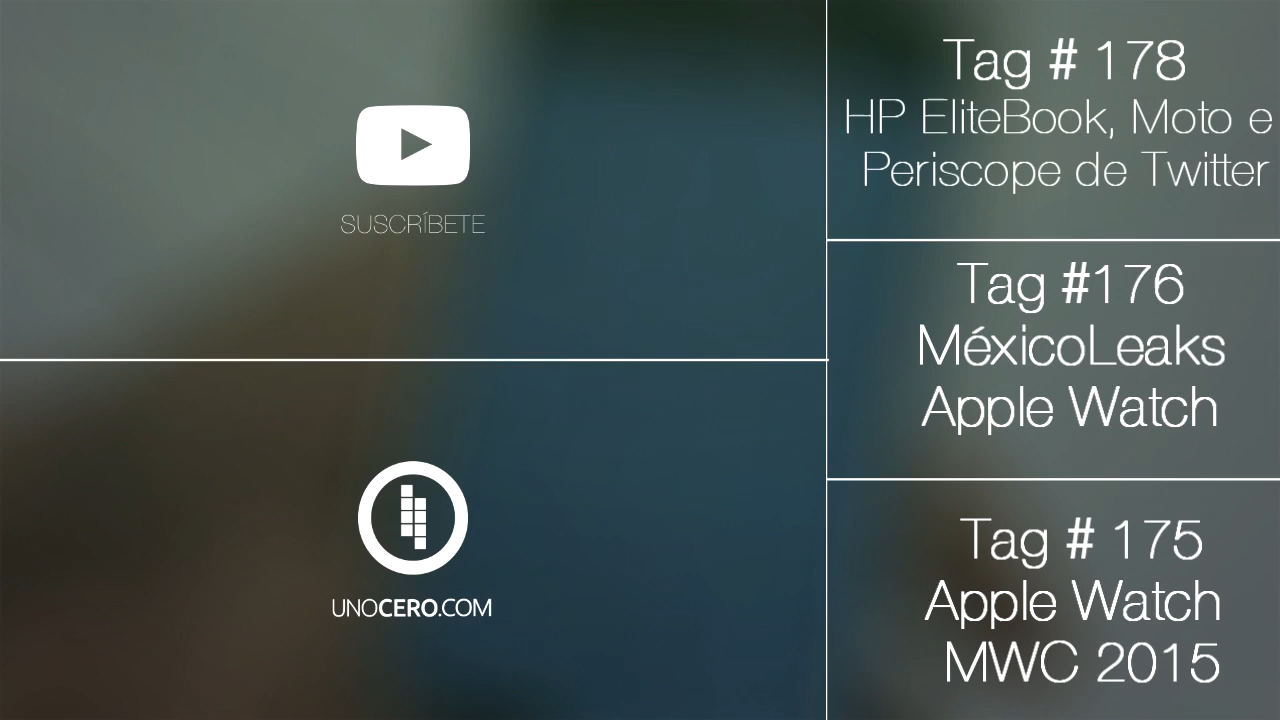 SUSCRÍBETE
UNOCERO.COM
Tag # 178
HP EliteBook, Moto e
Periscope de Twitter
Tag #176
MéxicoLeaks
Apple Watch
Tag # 175
Apple Watch
MWC 2015